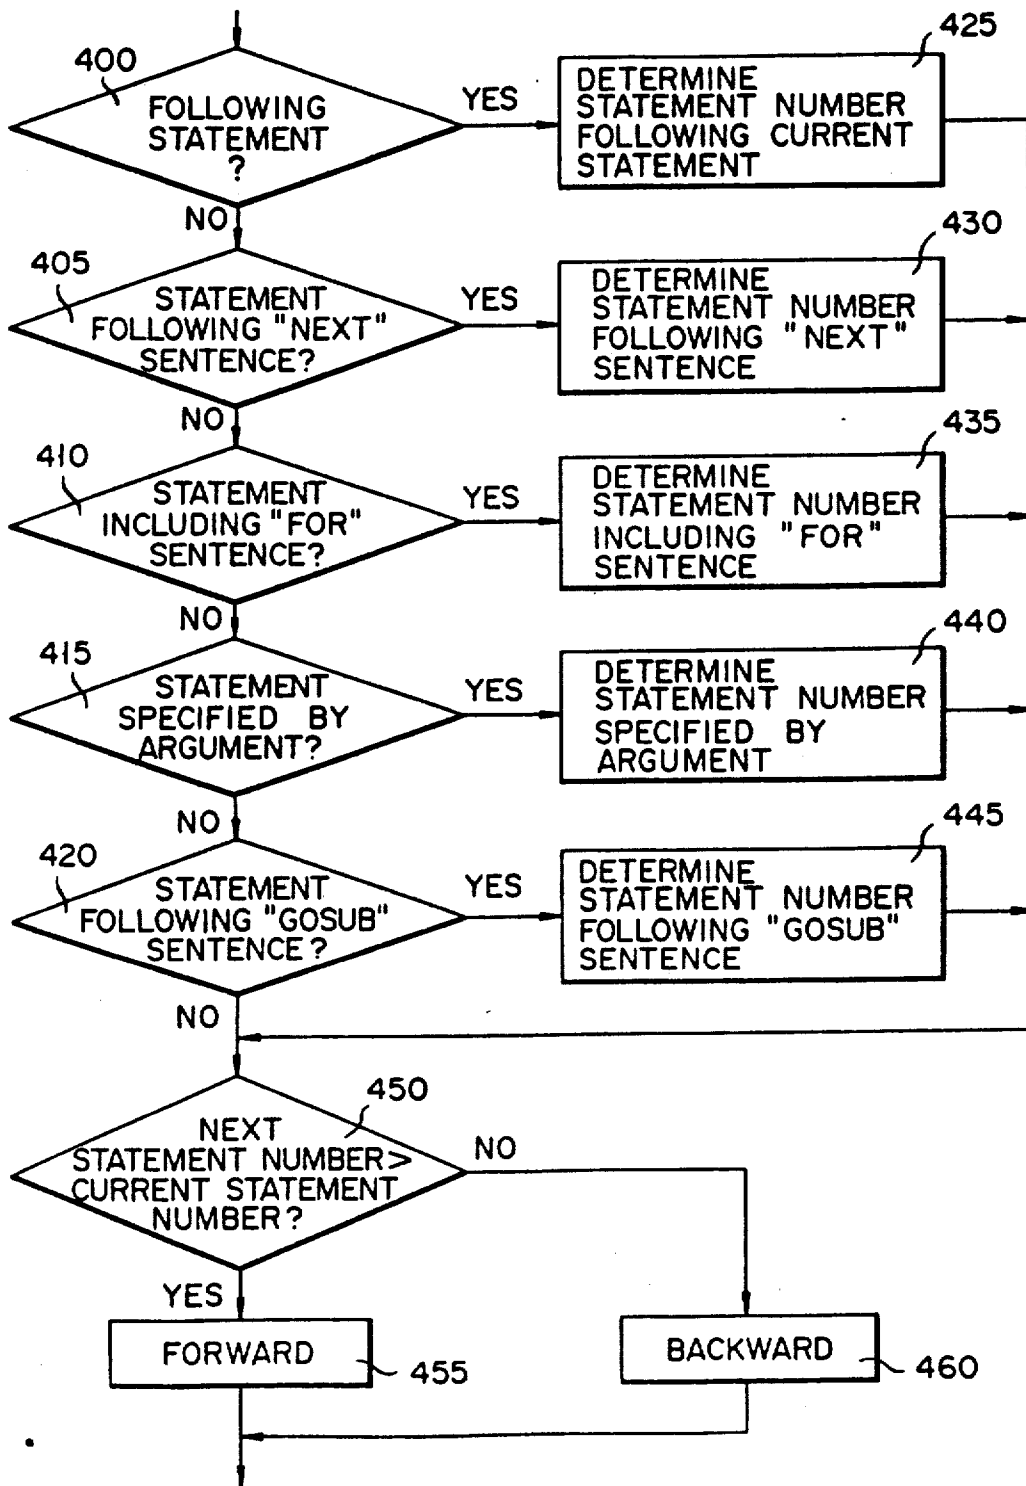 400
FOLLOWING
STATEMENT
?
YES
425
DETERMINE
STATEMENT NUMBER
FOLLOWING CURRENT
STATEMENT
NO
405
STATEMENT
FOLLOWING "NEXT"
SENTENCE?
YES
430
DETERMINE
STATEMENT NUMBER
FOLLOWING "NEXT"
SENTENCE
NO
410
STATEMENT
INCLUDING "FOR"
SENTENCE?
YES
435
DETERMINE
STATEMENT NUMBER
INCLUDING "FOR"
SENTENCE
NO
415
STATEMENT
SPECIFIED BY
ARGUMENT?
YES
440
DETERMINE
STATEMENT NUMBER
SPECIFIED BY
ARGUMENT
NO
420
STATEMENT
FOLLOWING "GOSUB"
SENTENCE?
YES
445
DETERMINE
STATEMENT NUMBER
FOLLOWING "GOSUB"
SENTENCE
NO
450
NEXT
STATEMENT NUMBER>
CURRENT STATEMENT
NUMBER?
NO
YES
FORWARD
455
BACKWARD
460